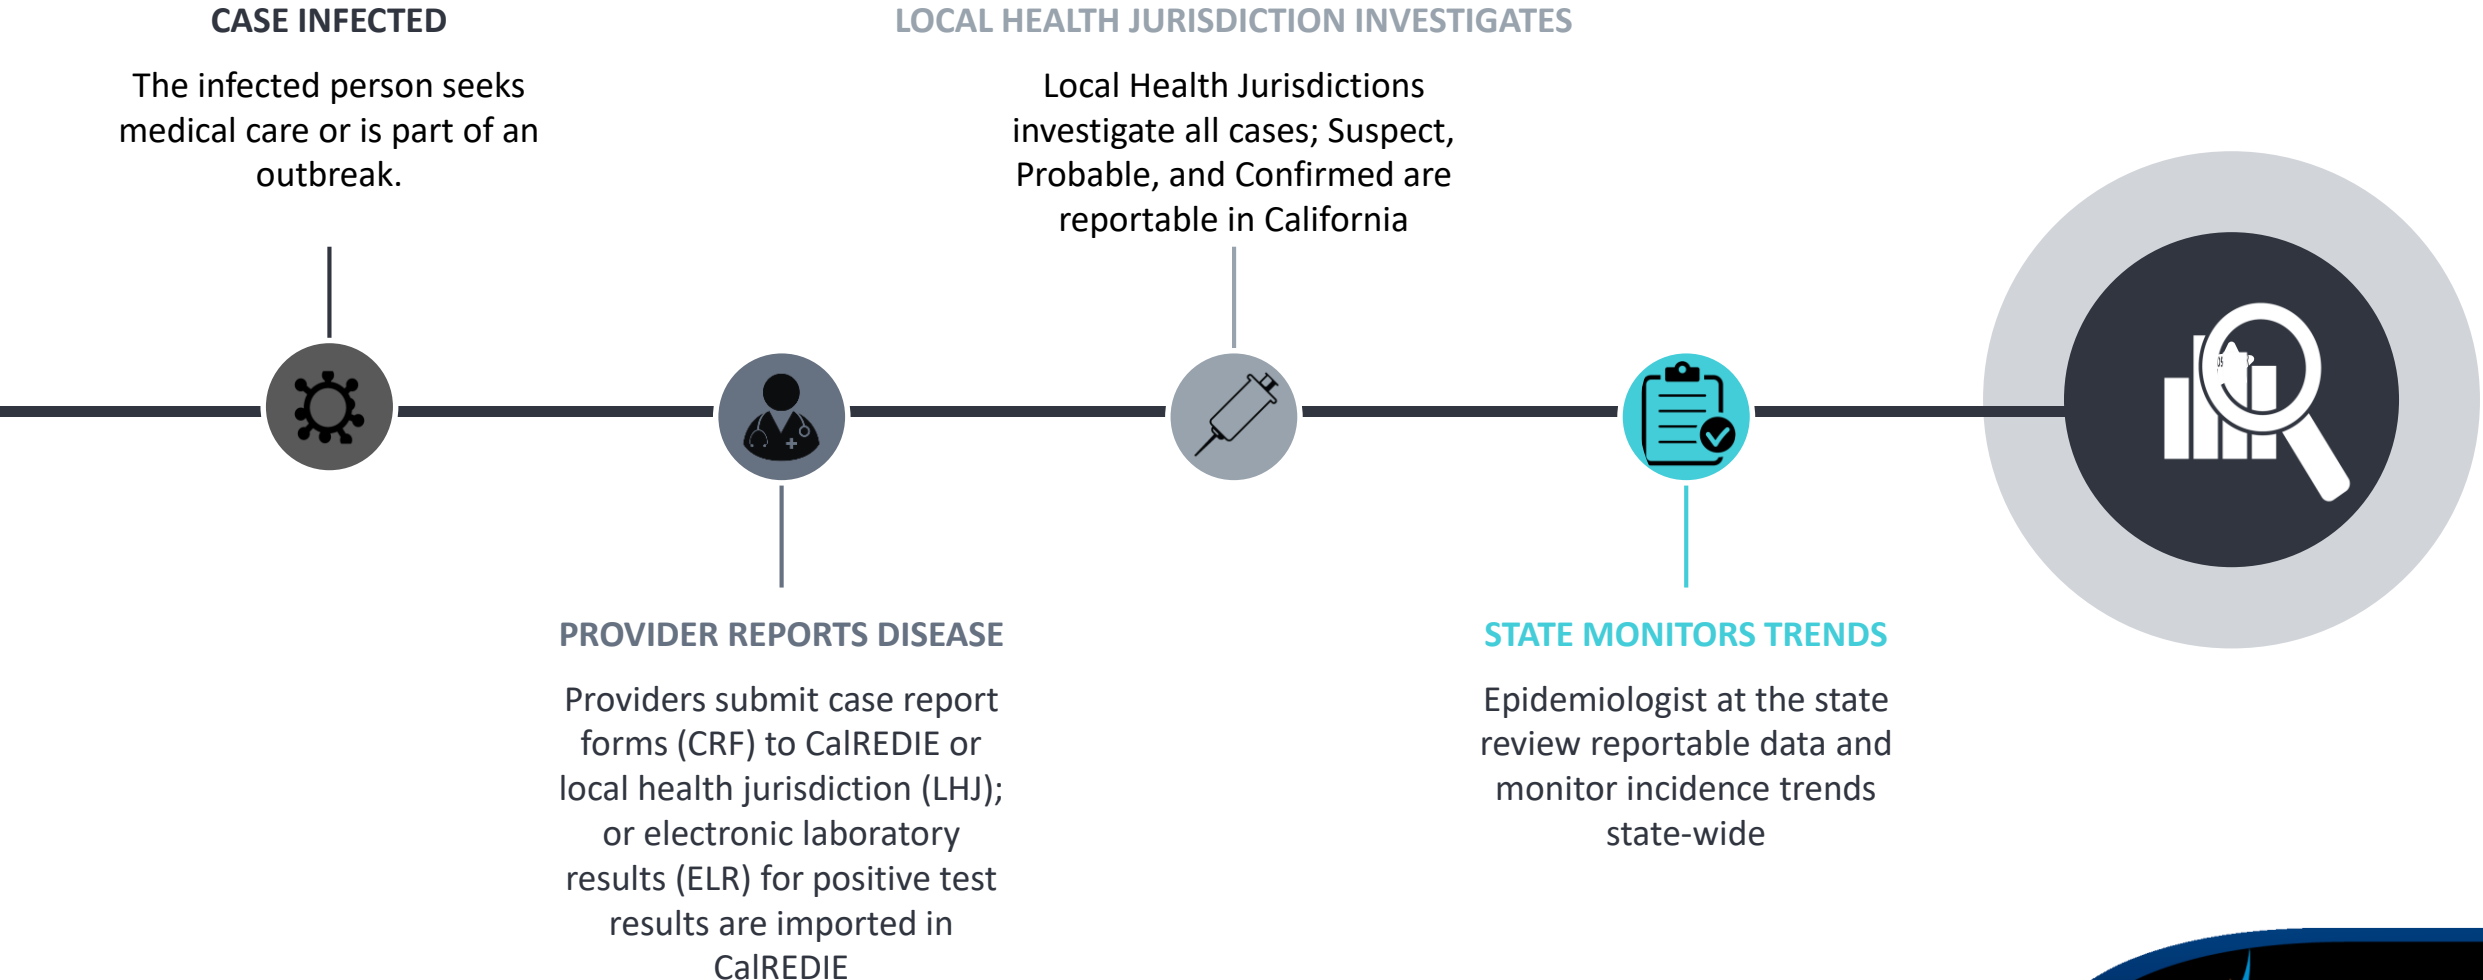 CASE INFECTED
The infected person seeks
medical care or is part of an
outbreak.
PROVIDER REPORTS DISEASE
Providers submit case report
forms (CRF) to CalREDIE or
local health jurisdiction (LHJ);
or electronic laboratory
results (ELR) for positive test
results are imported in
CalREDIE
LOCAL HEALTH JURISDICTION INVESTIGATES
Local Health Jurisdictions
investigate all cases; Suspect,
Probable, and Confirmed are
reportable in California
STATE MONITORS TRENDS
Epidemiologist at the state
review reportable data and
monitor incidence trends
state-wide